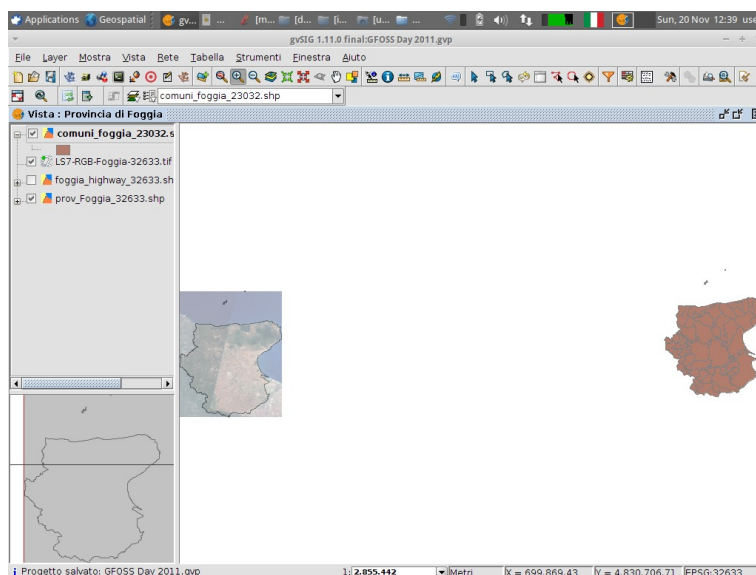 Applications Geospatial gv... ... [m... [d... [i... [u... ... Sun, 20 Nov 12:39 use
gvSIG 1.11.0 final:GFOSS Day 2011.gvp
File Layer Mostra Vista Rete Tabella Strumenti Finestra Aiuto
comuni_foggia_23032.shp
Vista : Provincia di Foggia
comuni_foggia_23032.s
LS7-RGB-Foggia-32633.tif
foggia_highway_32633.sh
prov_Foggia_32633.shp
Progetto salvato: GFOSS Day 2011.gvp 1: 2.855.442 Metri X = 699.869,43 Y = 4.830.706,71 EPSG:32633